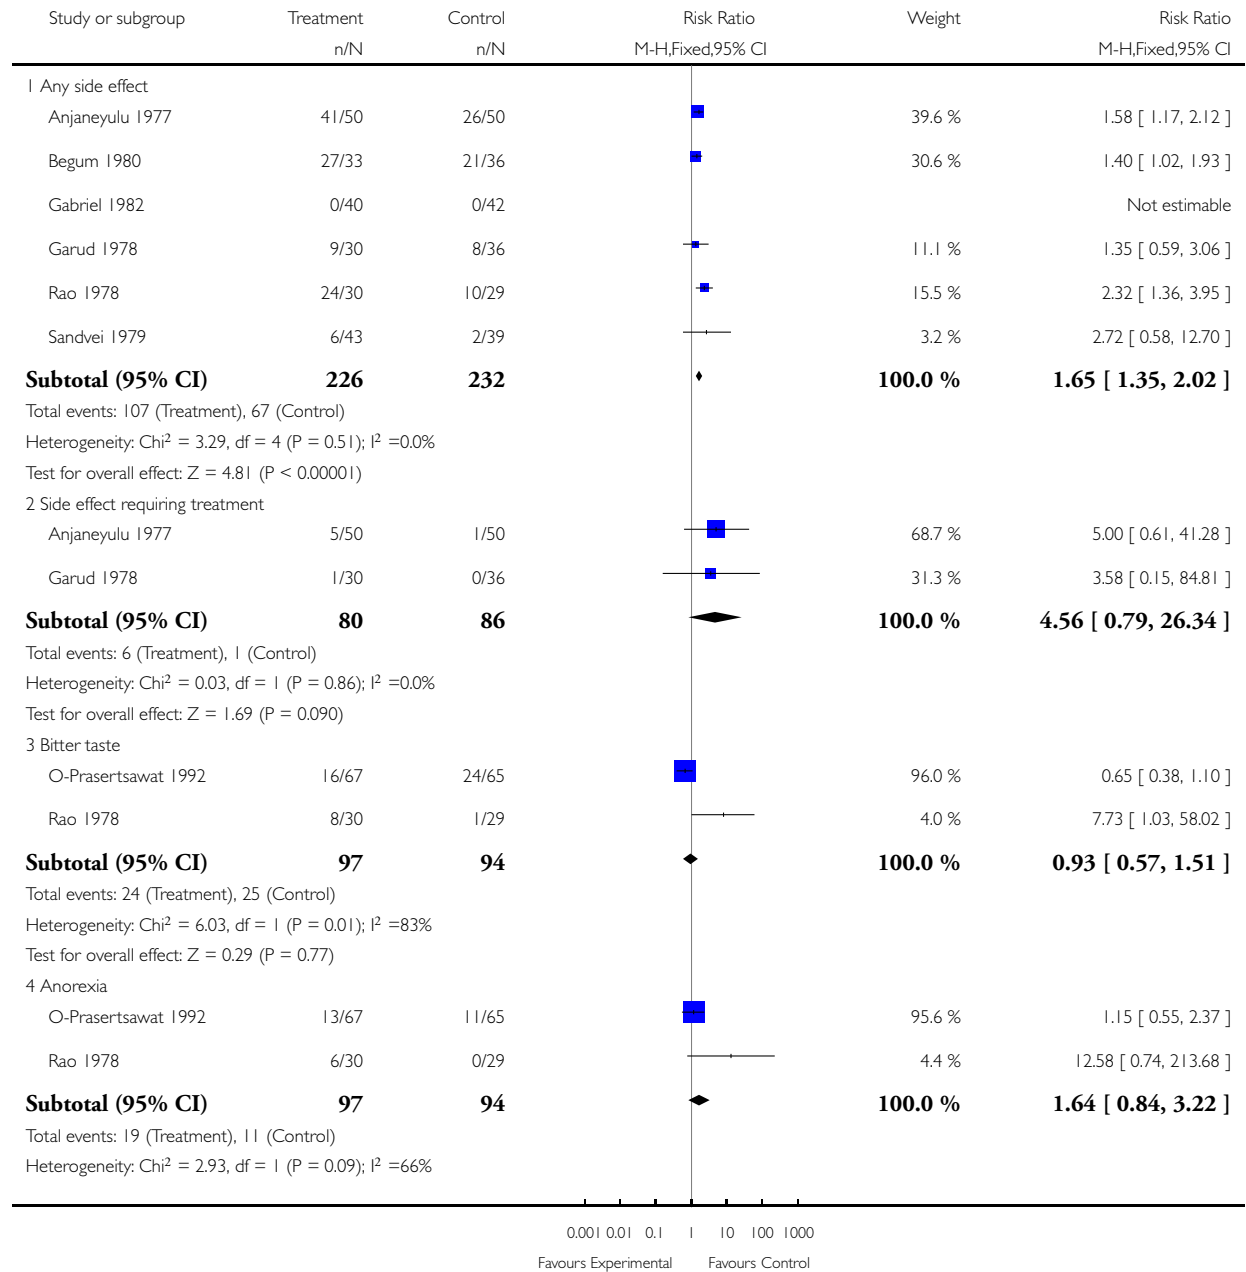 Study or subgroup Treatment Control Risk Ratio Weight Risk Ratio
n/N n/N M-H,Fixed,95% CI M-H,Fixed,95% CI
1 Any side effect
Anjaneyulu 1977 41/50 26/50 39.6 % 1.58 [ 1.17, 2.12 ]
Begum 1980 27/33 21/36 30.6 % 1.40 [ 1.02, 1.93 ]
Gabriel 1982 0/40 0/42 Not estimable
Garud 1978 9/30 8/36 11.1 % 1.35 [ 0.59, 3.06 ]
Rao 1978 24/30 10/29 15.5 % 2.32 [ 1.36, 3.95 ]
Sandvei 1979 6/43 2/39 3.2 % 2.72 [ 0.58, 12.70 ]
Subtotal (95% CI) 226 232 100.0 % 1.65 [ 1.35, 2.02 ]
Total events: 107 (Treatment), 67 (Control)
Heterogeneity: Chi² = 3.29, df = 4 (P = 0.51); I² =0.0%
Test for overall effect: Z = 4.81 (P < 0.00001)
2 Side effect requiring treatment
Anjaneyulu 1977 5/50 1/50 68.7 % 5.00 [ 0.61, 41.28 ]
Garud 1978 1/30 0/36 31.3 % 3.58 [ 0.15, 84.81 ]
Subtotal (95% CI) 80 86 100.0 % 4.56 [ 0.79, 26.34 ]
Total events: 6 (Treatment), 1 (Control)
Heterogeneity: Chi² = 0.03, df = 1 (P = 0.86); I² =0.0%
Test for overall effect: Z = 1.69 (P = 0.090)
3 Bitter taste
O-Prasertsawat 1992 16/67 24/65 96.0 % 0.65 [ 0.38, 1.10 ]
Rao 1978 8/30 1/29 4.0 % 7.73 [ 1.03, 58.02 ]
Subtotal (95% CI) 97 94 100.0 % 0.93 [ 0.57, 1.51 ]
Total events: 24 (Treatment), 25 (Control)
Heterogeneity: Chi² = 6.03, df = 1 (P = 0.01); I² =83%
Test for overall effect: Z = 0.29 (P = 0.77)
4 Anorexia
O-Prasertsawat 1992 13/67 11/65 95.6 % 1.15 [ 0.55, 2.37 ]
Rao 1978 6/30 0/29 4.4 % 12.58 [ 0.74, 213.68 ]
Subtotal (95% CI) 97 94 100.0 % 1.64 [ 0.84, 3.22 ]
Total events: 19 (Treatment), 11 (Control)
Heterogeneity: Chi² = 2.93, df = 1 (P = 0.09); I² =66%
0.001 0.01 0.1 1 10 100 1000
Favours Experimental Favours Control